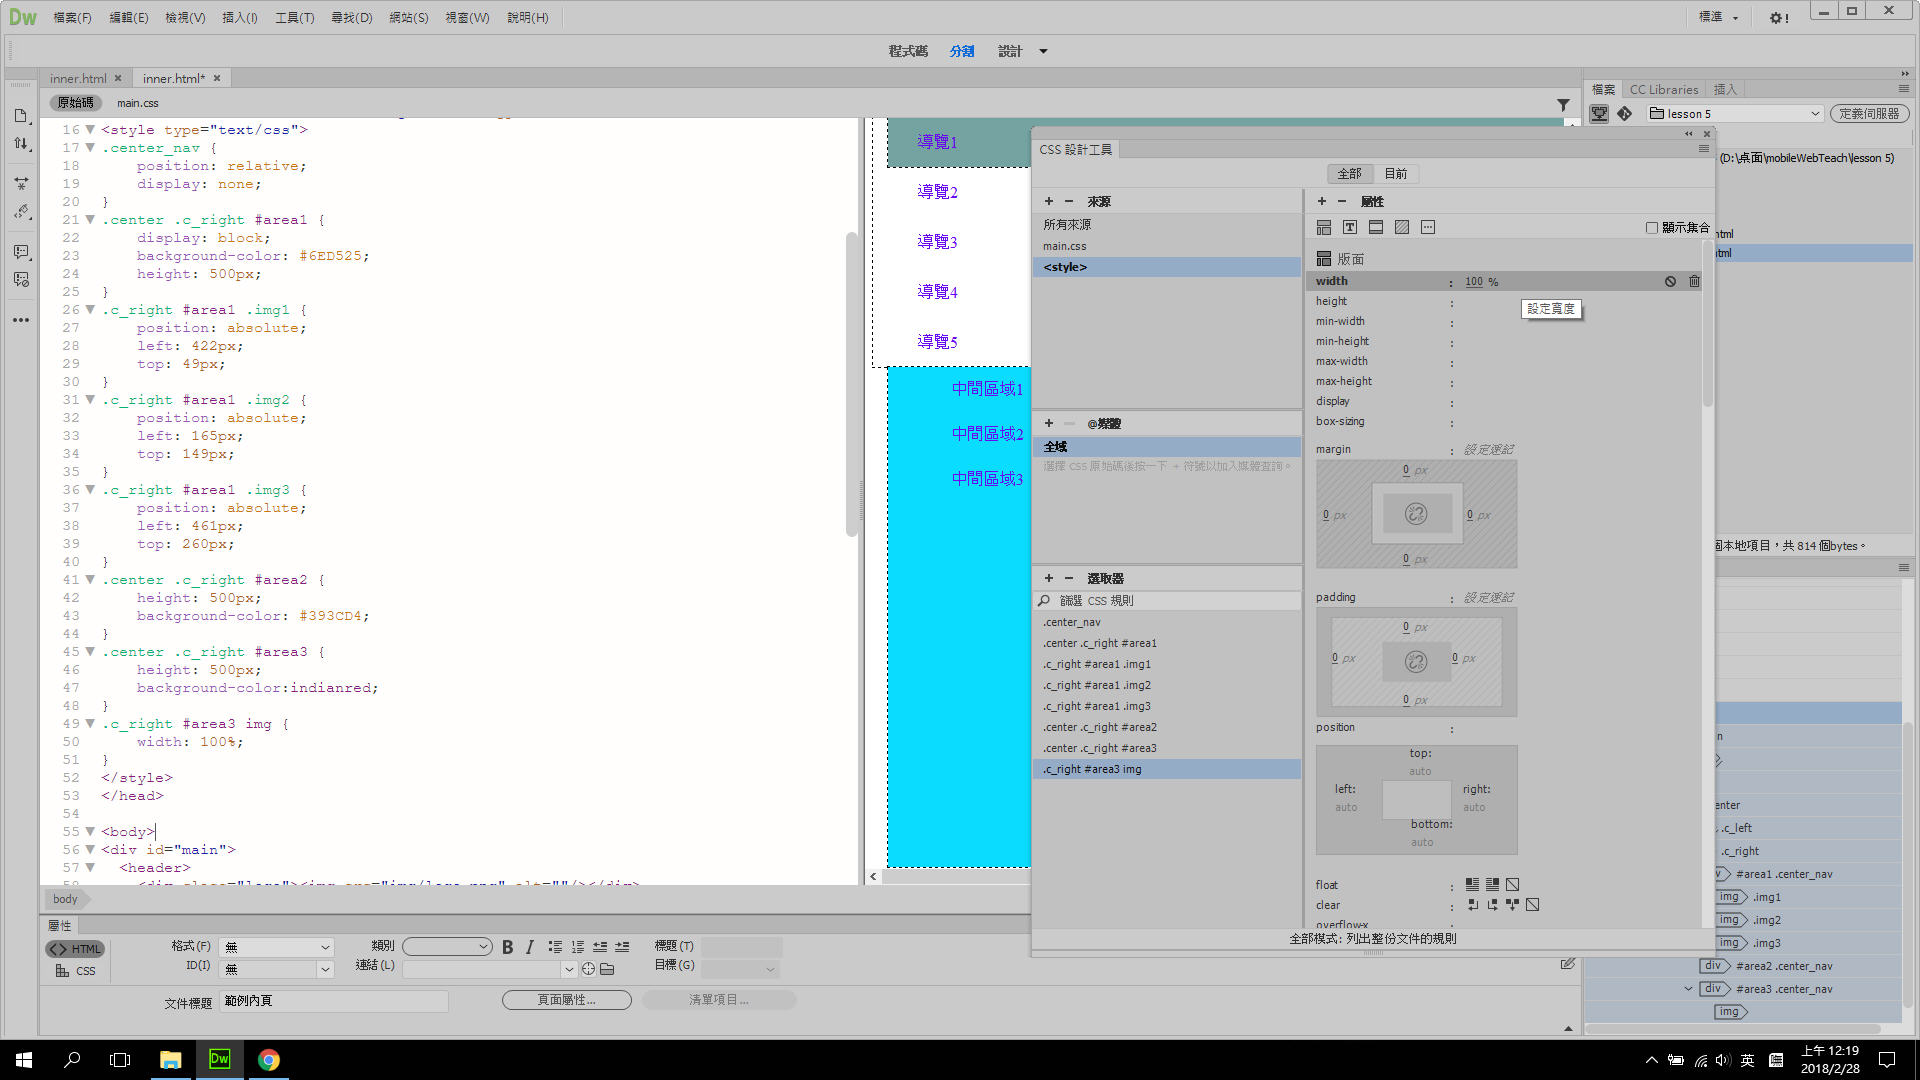 Dw 檔案(F) 編輯(E) 檢視(V) 插入(I) 工具(T) 尋找(D) 網站(S) 視窗(W) 說明(H) 標準
程式碼 分割 設計
inner.html × inner.html* ×
原始碼 main.css
16 <style type="text/css">
17 .center_nav {
18 position: relative;
19 display: none;
20 }
21 .center .c_right #area1 {
22 display: block;
23 background-color: #6ED525;
24 height: 500px;
25 }
26 .c_right #area1 .img1 {
27 position: absolute;
28 left: 422px;
29 top: 49px;
30 }
31 .c_right #area1 .img2 {
32 position: absolute;
33 left: 165px;
34 top: 149px;
35 }
36 .c_right #area1 .img3 {
37 position: absolute;
38 left: 461px;
39 top: 260px;
40 }
41 .center .c_right #area2 {
42 height: 500px;
43 background-color: #393CD4;
44 }
45 .center .c_right #area3 {
46 height: 500px;
47 background-color:indianred;
48 }
49 .c_right #area3 img {
50 width: 100%;
51 }
52 </style>
53 </head>
54
55 <body>
56 <div id="main">
57 <header>
58 <div class="logo"><img src="img/logo.png" alt=""/></div>
body
導覽1
導覽2
導覽3
導覽4
導覽5
中間區域1
中間區域2
中間區域3
CSS 設計工具
全部 目前
+ − 來源
所有來源
main.css
<style>
+ − @媒體
全域
選擇 CSS 原始碼後按一下 + 符號以加入媒體查詢。
+ − 選取器
篩選 CSS 規則
.center_nav
.center .c_right #area1
.c_right #area1 .img1
.c_right #area1 .img2
.c_right #area1 .img3
.center .c_right #area2
.center .c_right #area3
.c_right #area3 img
+ − 屬性
顯示集合
版面
width : 100 %
設定寬度
height :
min-width :
min-height :
max-width :
max-height :
display :
box-sizing :
margin : 設定速記
0 px
0 px 0 px
0 px
padding : 設定速記
0 px
0 px 0 px
0 px
position :
top:
auto
left: right:
auto auto
bottom:
auto
float :
clear :
overflow-x
全部模式: 列出整份文件的規則
檔案 CC Libraries 插入
lesson 5 定義伺服器
(D:\桌面\mobileWebTeach\lesson 5)
html
html
個本地項目，共 814 個bytes。
n
enter
.c_left
.c_right
#area1 .center_nav
img .img1
img .img2
img .img3
div #area2 .center_nav
div #area3 .center_nav
img
屬性
<> HTML
CSS
格式(F) 無 類別 B I 標題(T)
ID(I) 無 連結(L) 目標(G)
文件標題 範例內頁 頁面屬性... 清單項目...
Dw 英 上午 12:19
2018/2/28